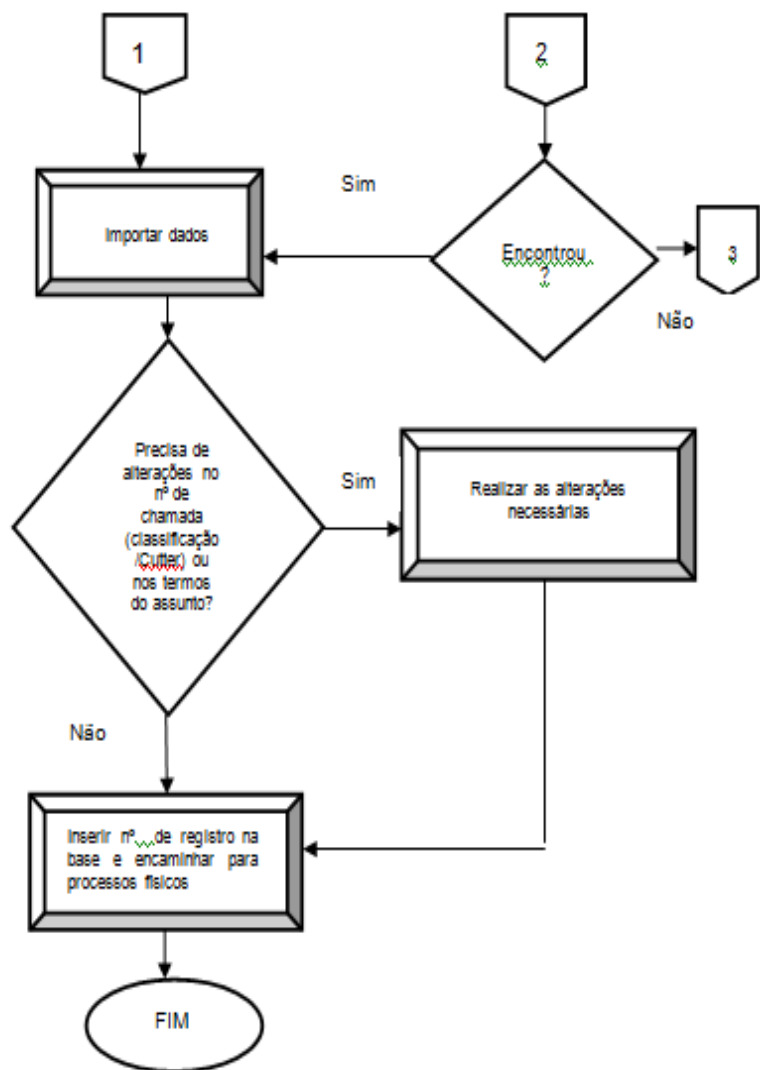 1
2
Sim
Importar dados
Encontrou
?
3
Não
Precisa de
alterações no
nº de
chamada
(classificação
/Cutter) ou
nos termos
do assunto?
Sim
Realizar as alterações
necessárias
Não
Inserir nº de registro na
base e encaminhar para
processos físicos
FIM